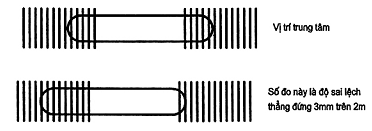 Vị trí trung tâm
Số đo này là độ sai lệch
thẳng đứng 3mm trên 2m